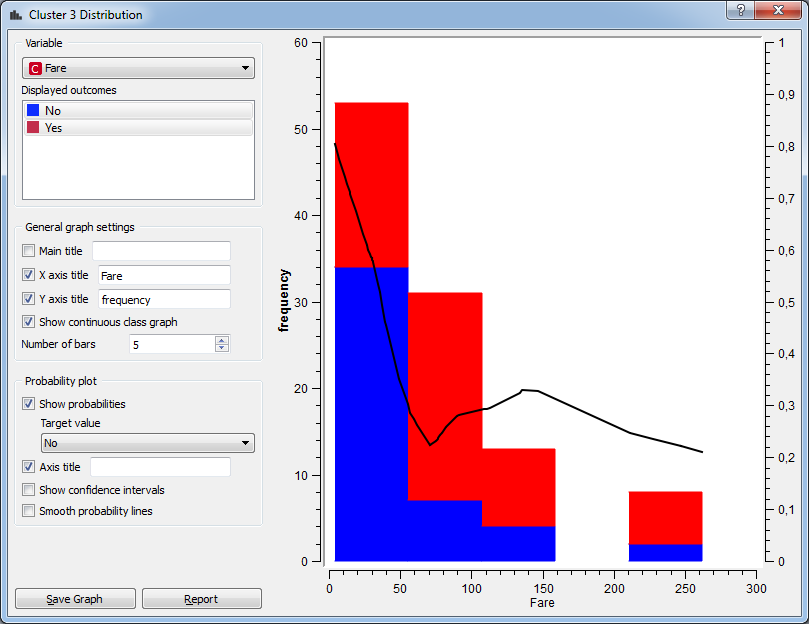 Cluster 3 Distribution
?
Variable
C Fare
Displayed outcomes
No
Yes
General graph settings
Main title
X axis title Fare
Y axis title frequency
Show continuous class graph
Number of bars 5
Probability plot
Show probabilities
Target value
No
Axis title
Show confidence intervals
Smooth probability lines
Save Graph Report
frequency
60
50
40
30
20
10
0
1
0,9
0,8
0,7
0,6
0,5
0,4
0,3
0,2
0,1
0
0 50 100 150 200 250 300
Fare